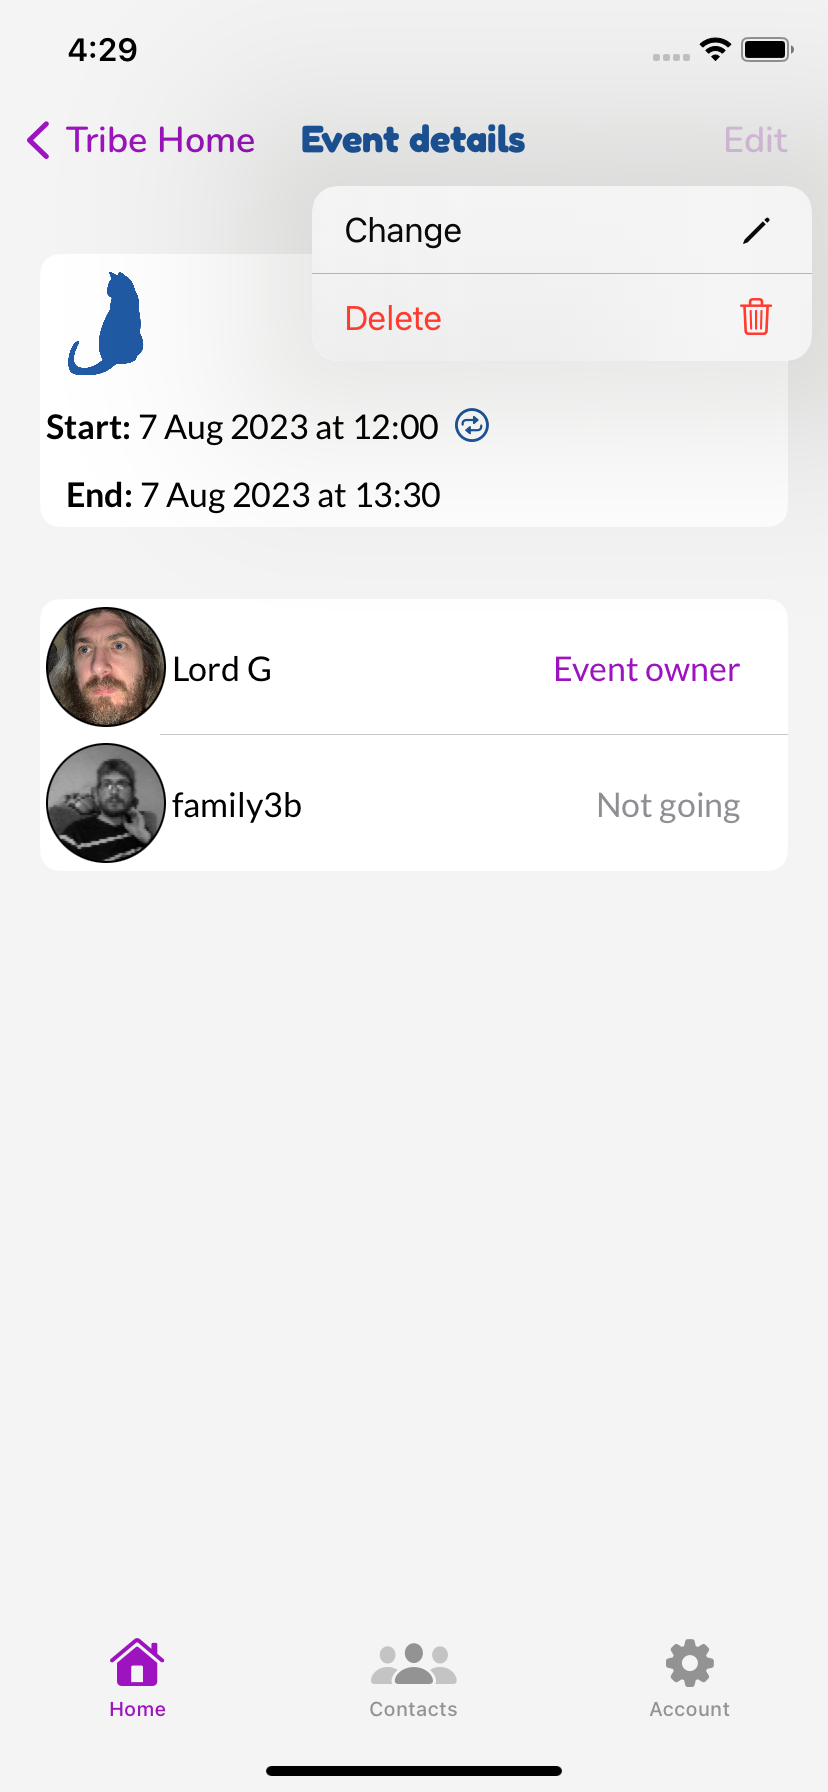 4:29
Tribe Home Event details Edit
Change
Delete
Start: 7 Aug 2023 at 12:00
End: 7 Aug 2023 at 13:30
Lord G Event owner
family3b Not going
Home Contacts Account